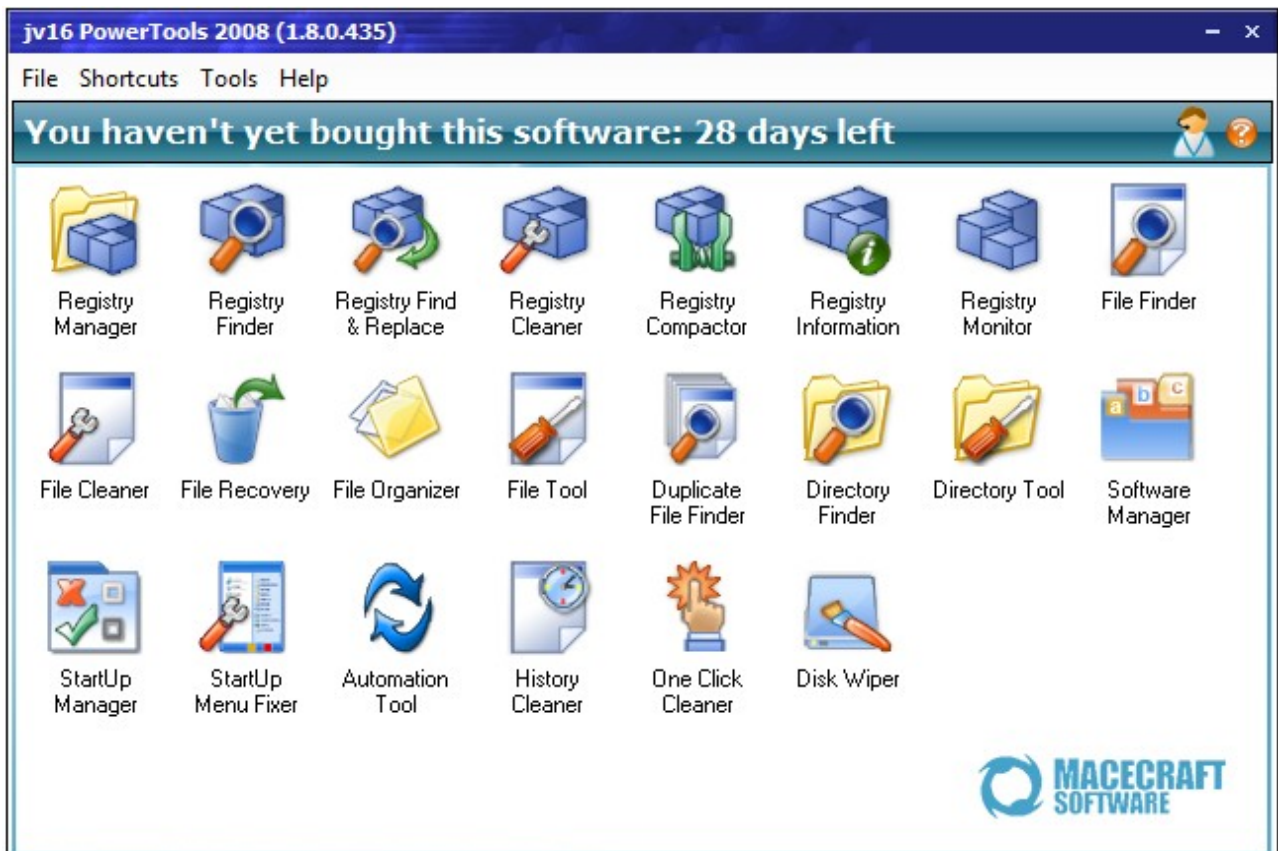 jv16 PowerTools 2008 (1.8.0.435)
File Shortcuts Tools Help
You haven't yet bought this software: 28 days left
Registry Manager
Registry Finder
Registry Find & Replace
Registry Cleaner
Registry Compactor
Registry Information
Registry Monitor
File Finder
File Cleaner
File Recovery
File Organizer
File Tool
Duplicate File Finder
Directory Finder
Directory Tool
Software Manager
a b c
StartUp Manager
StartUp Menu Fixer
Automation Tool
History Cleaner
One Click Cleaner
Disk Wiper
MACECRAFT
SOFTWARE